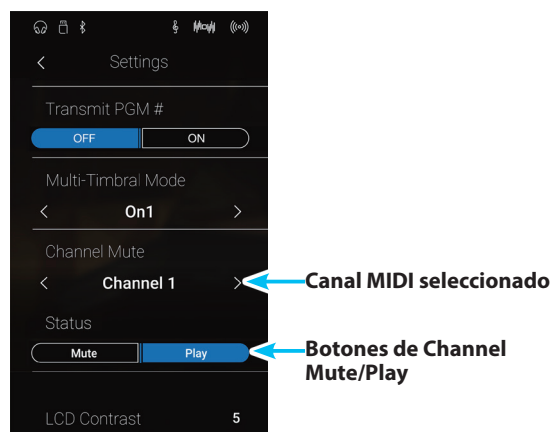 Settings
Transmit PGM #
OFF ON
Multi-Timbral Mode
< On1 >
Channel Mute
< Channel 1 >
Canal MIDI seleccionado
Status
Mute Play
Botones de Channel
Mute/Play
LCD Contrast 5